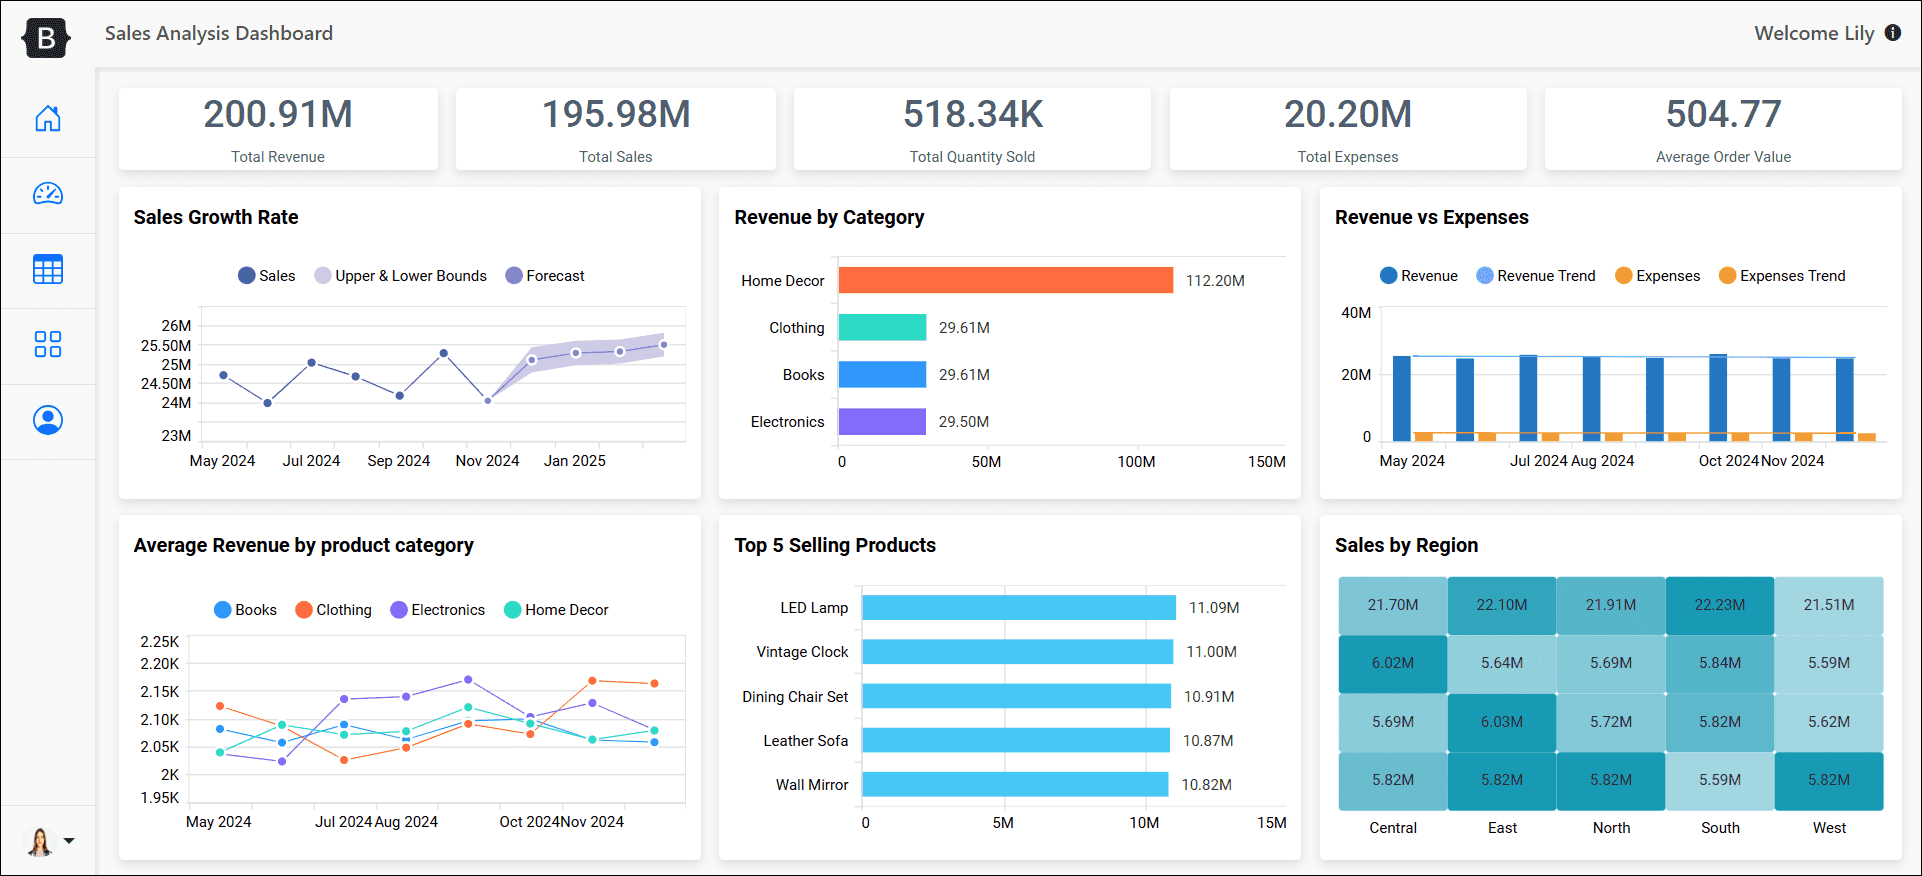 B
Sales Analysis Dashboard
Welcome Lily
200.91M
Total Revenue
195.98M
Total Sales
518.34K
Total Quantity Sold
20.20M
Total Expenses
504.77
Average Order Value
Sales Growth Rate
Sales Upper & Lower Bounds Forecast
26M
25.50M
25M
24.50M
24M
23M
May 2024 Jul 2024 Sep 2024 Nov 2024 Jan 2025
Revenue by Category
Home Decor 112.20M
Clothing 29.61M
Books 29.61M
Electronics 29.50M
0 50M 100M 150M
Revenue vs Expenses
Revenue Revenue Trend Expenses Expenses Trend
40M
20M
0
May 2024 Jul 2024 Aug 2024 Oct 2024 Nov 2024
Average Revenue by product category
Books Clothing Electronics Home Decor
2.25K
2.20K
2.15K
2.10K
2.05K
2K
1.95K
May 2024 Jul 2024 Aug 2024 Oct 2024 Nov 2024
Top 5 Selling Products
LED Lamp 11.09M
Vintage Clock 11.00M
Dining Chair Set 10.91M
Leather Sofa 10.87M
Wall Mirror 10.82M
0 5M 10M 15M
Sales by Region
21.70M 22.10M 21.91M 22.23M 21.51M
6.02M 5.64M 5.69M 5.84M 5.59M
5.69M 6.03M 5.72M 5.82M 5.62M
5.82M 5.82M 5.82M 5.59M 5.82M
Central East North South West